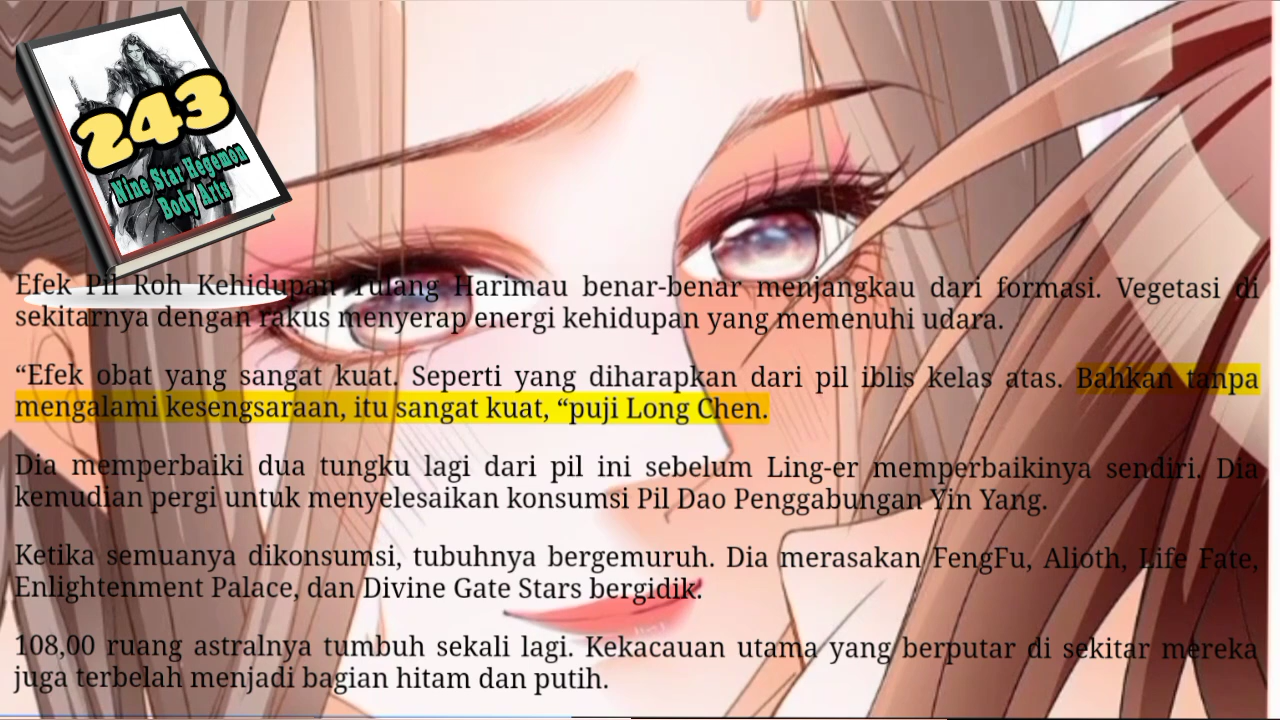 243
Nine Star Hegemon
Body Arts
Efek Pil Roh Kehidupan Tulang Harimau benar-benar menjangkau dari formasi. Vegetasi di
sekitarnya dengan rakus menyerap energi kehidupan yang memenuhi udara.
“Efek obat yang sangat kuat. Seperti yang diharapkan dari pil iblis kelas atas. Bahkan tanpa
mengalami kesengsaraan, itu sangat kuat, “puji Long Chen.
Dia memperbaiki dua tungku lagi dari pil ini sebelum Ling-er memperbaikinya sendiri. Dia
kemudian pergi untuk menyelesaikan konsumsi Pil Dao Penggabungan Yin Yang.
Ketika semuanya dikonsumsi, tubuhnya bergemuruh. Dia merasakan FengFu, Alioth, Life Fate,
Enlightenment Palace, dan Divine Gate Stars bergidik.
108,00 ruang astralnya tumbuh sekali lagi. Kekacauan utama yang berputar di sekitar mereka
juga terbelah menjadi bagian hitam dan putih.